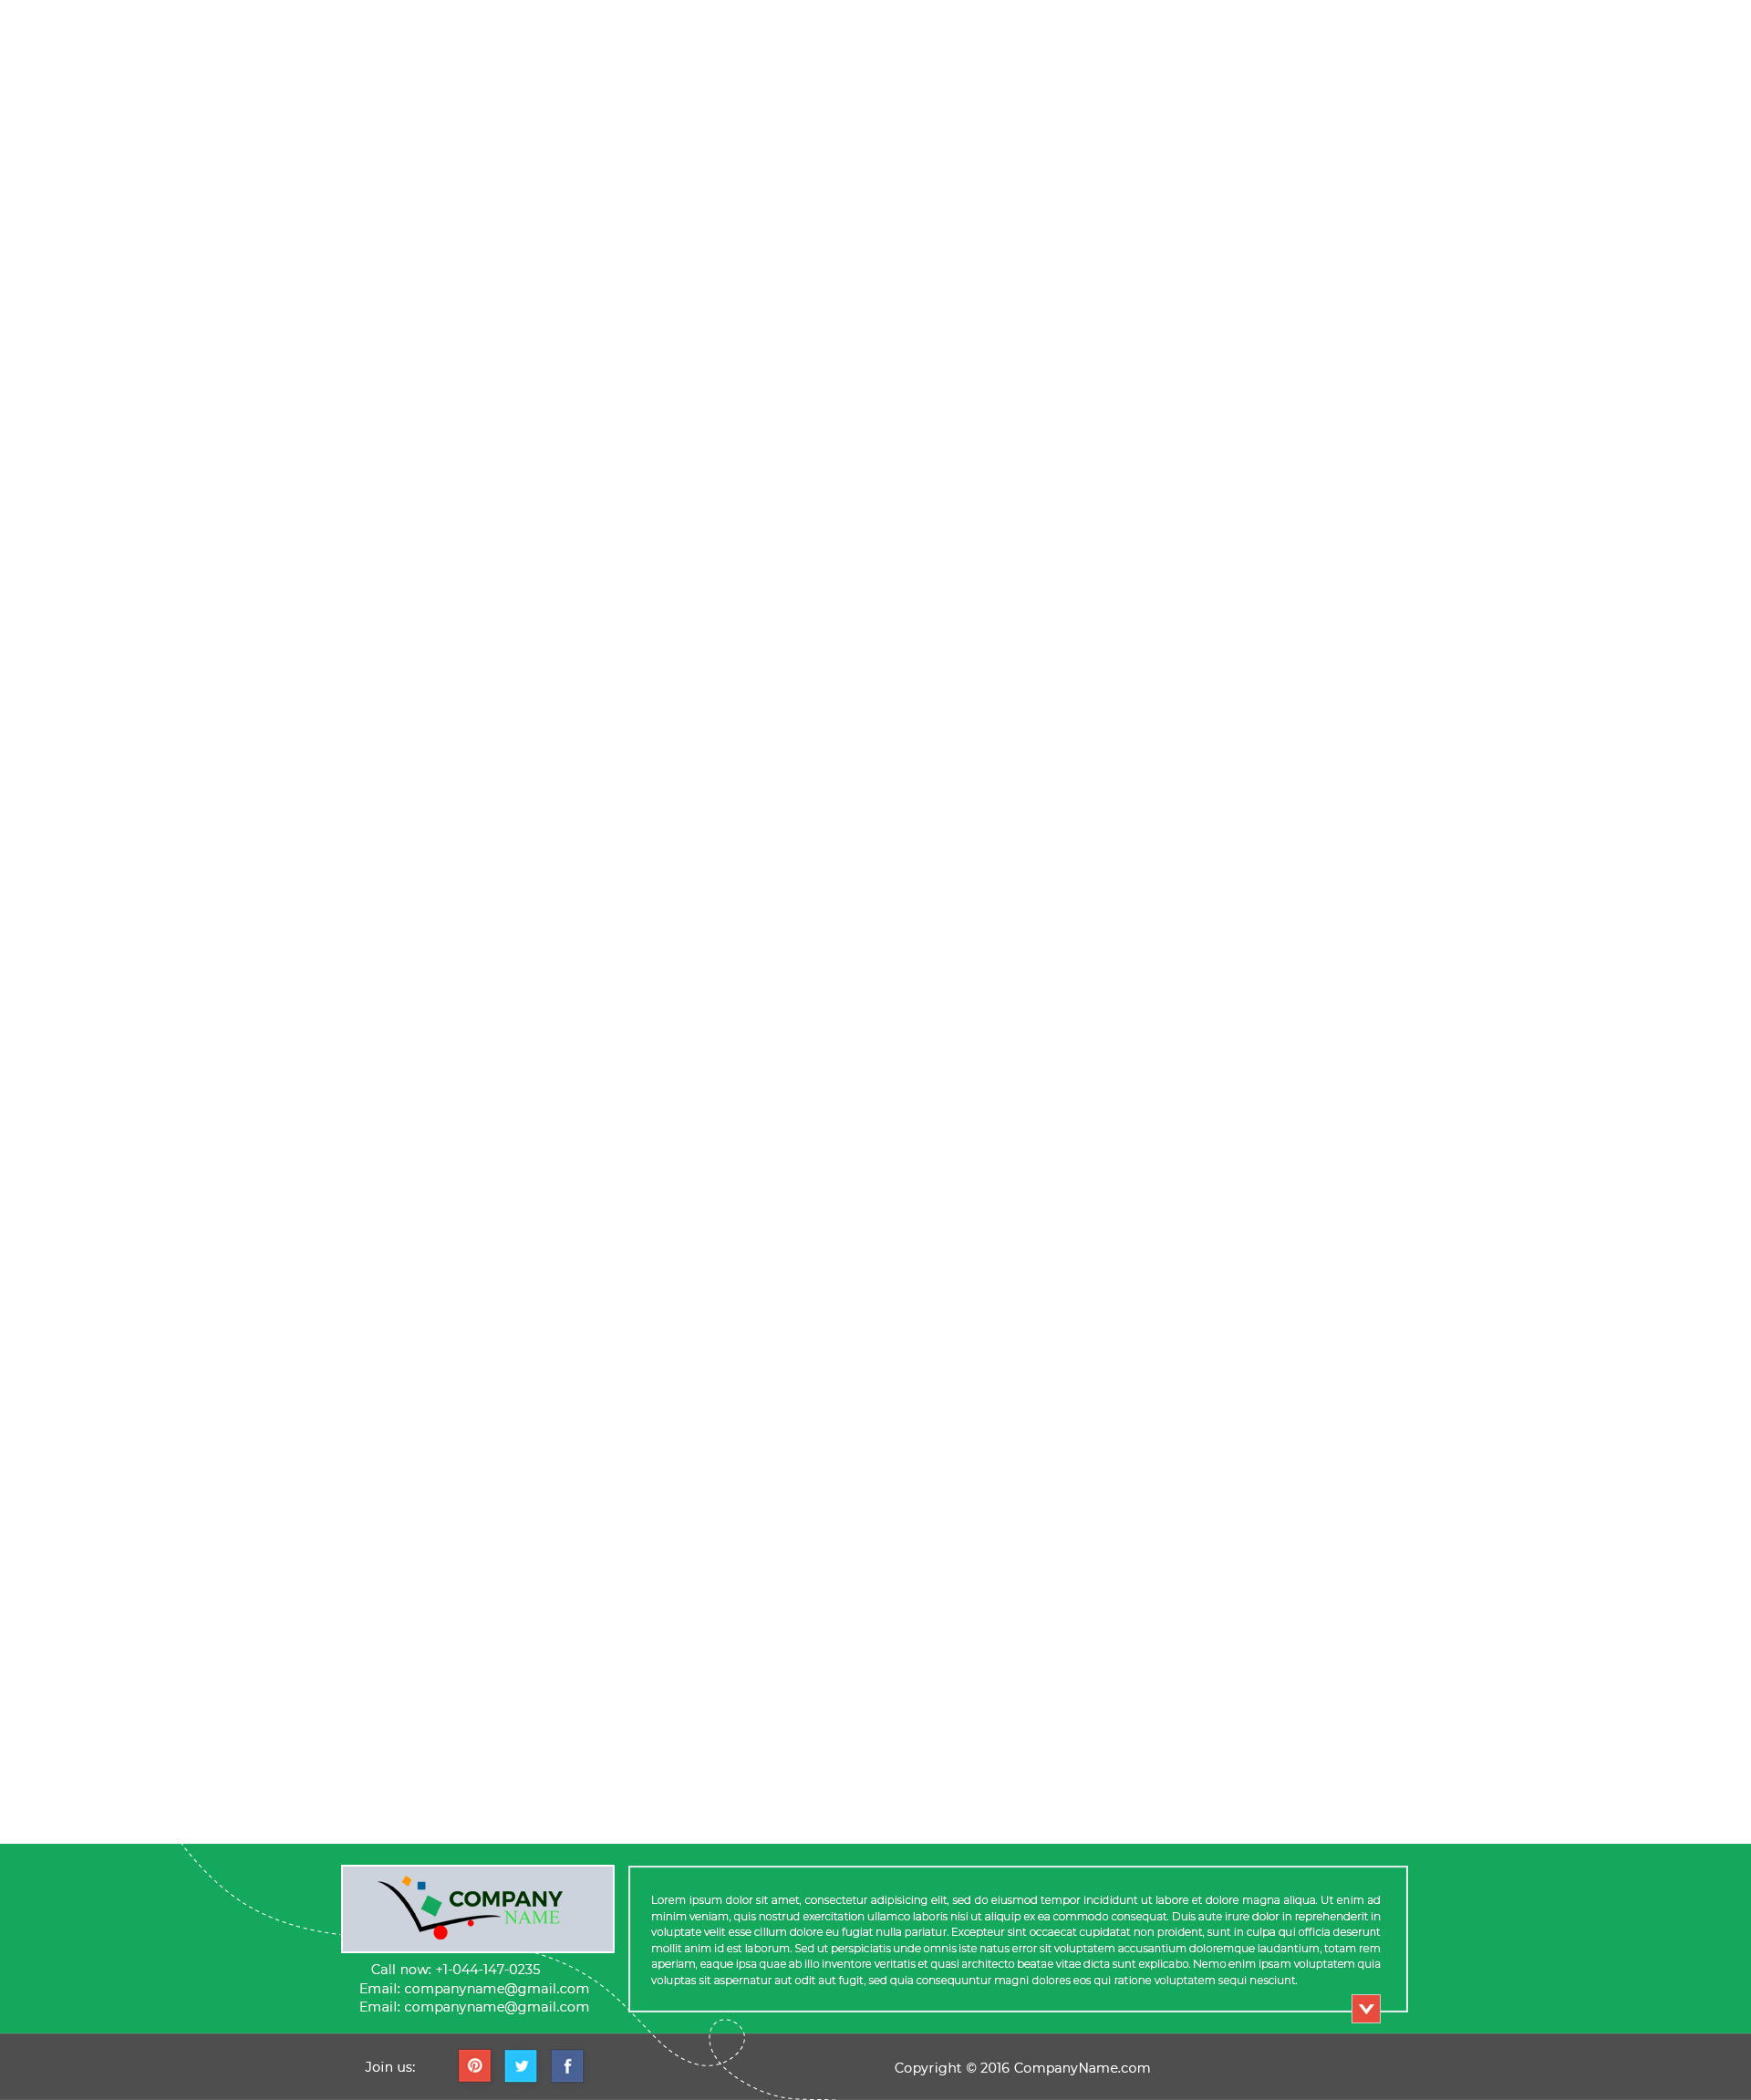 COMPANY
NAME
Call now: +1-044-147-0235
Email: companyname@gmail.com
Email: companyname@gmail.com
Lorem ipsum dolor sit amet, consectetur adipisicing elit, sed do eiusmod tempor incididunt ut labore et dolore magna aliqua. Ut enim ad
minim veniam, quis nostrud exercitation ullamco laboris nisi ut aliquip ex ea commodo consequat. Duis aute irure dolor in reprehenderit in
voluptate velit esse cillum dolore eu fugiat nulla pariatur. Excepteur sint occaecat cupidatat non proident, sunt in culpa qui officia deserunt
mollit anim id est laborum. Sed ut perspiciatis unde omnis iste natus error sit voluptatem accusantium doloremque laudantium, totam rem
aperiam, eaque ipsa quae ab illo inventore veritatis et quasi architecto beatae vitae dicta sunt explicabo. Nemo enim ipsam voluptatem quia
voluptas sit aspernatur aut odit aut fugit, sed quia consequuntur magni dolores eos qui ratione voluptatem sequi nesciunt.
Join us:
Copyright © 2016 CompanyName.com